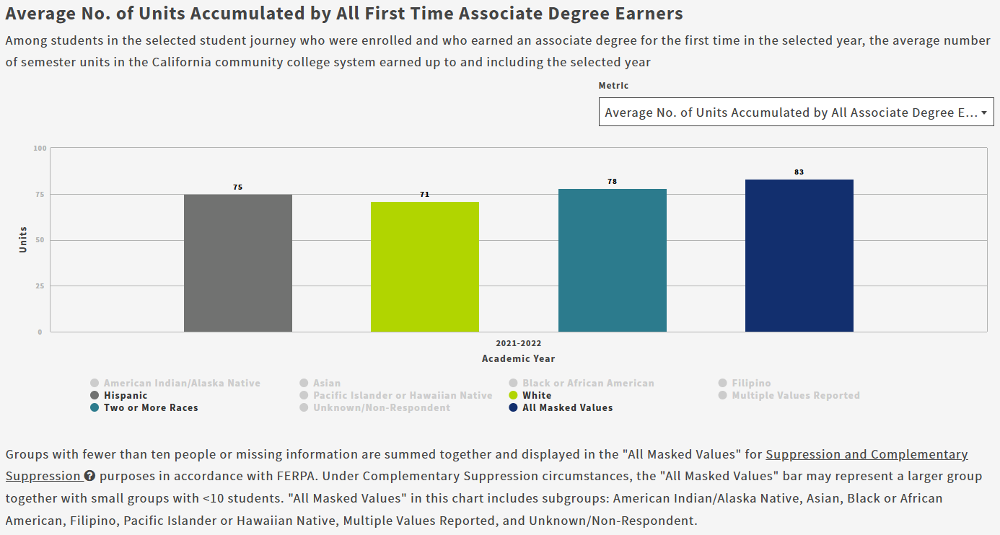 Average No. of Units Accumulated by All First Time Associate Degree Earners
Among students in the selected student journey who were enrolled and who earned an associate degree for the first time in the selected year, the average number
of semester units in the California community college system earned up to and including the selected year
Metric
Average No. of Units Accumulated by All Associate Degree E...
100
75
50
25
0
Units
75
71
78
83
2021-2022
Academic Year
American Indian/Alaska Native
Asian
Black or African American
Filipino
Hispanic
Pacific Islander or Hawaiian Native
White
Multiple Values Reported
Two or More Races
Unknown/Non-Respondent
All Masked Values
Groups with fewer than ten people or missing information are summed together and displayed in the "All Masked Values" for Suppression and Complementary
Suppression ? purposes in accordance with FERPA. Under Complementary Suppression circumstances, the "All Masked Values" bar may represent a larger group
together with small groups with <10 students. "All Masked Values" in this chart includes subgroups: American Indian/Alaska Native, Asian, Black or African
American, Filipino, Pacific Islander or Hawaiian Native, Multiple Values Reported, and Unknown/Non-Respondent.